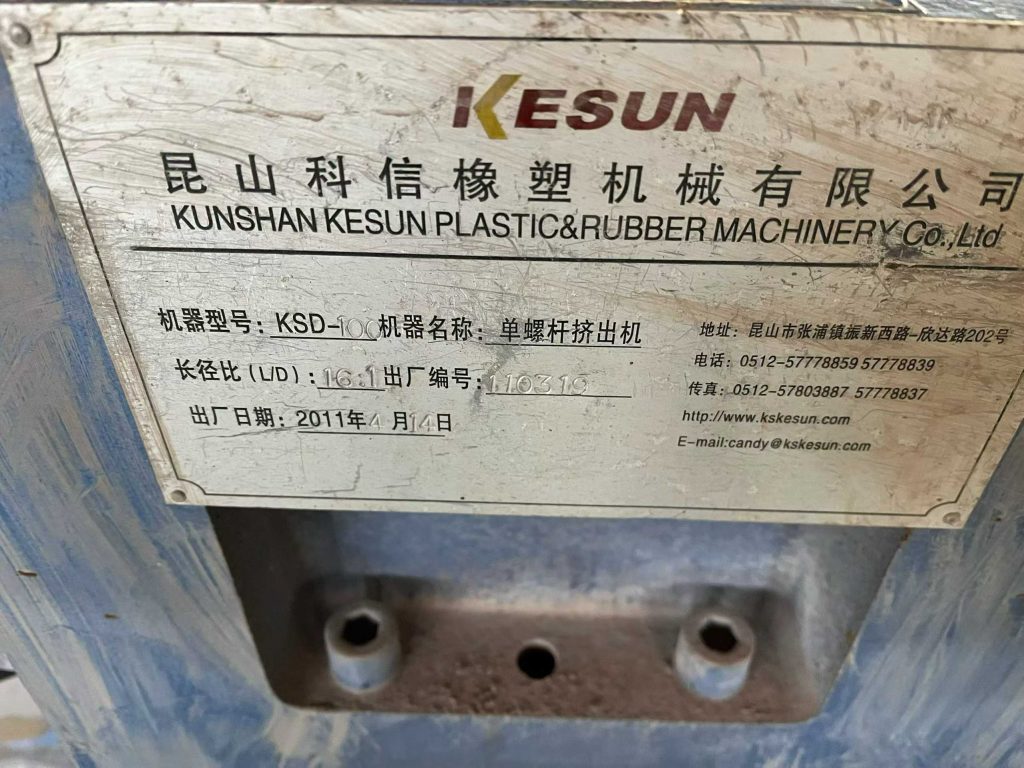 KESUN
昆山科信橡塑机械有限公司
KUNSHAN KESUN PLASTIC&RUBBER MACHINERY Co.,Ltd
机器型号: KSD-100 机器名称: 单螺杆挤出机
长径比(L/D): 16:1 出厂编号: 110319
出厂日期: 2011年4月14日
地址: 昆山市张浦镇振新西路-欣达路202号
电话: 0512-57778859 57778839
传真: 0512-57803887 57778837
http://www.kskesun.com
E-mail:candy@kskesun.com